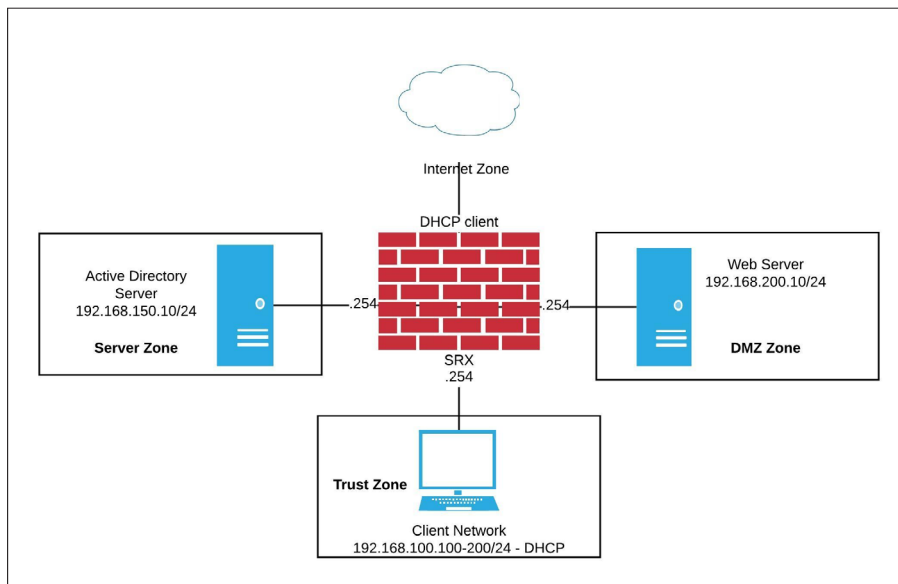 Internet Zone
DHCP client
Active Directory
Server
192.168.150.10/24
Server Zone
.254
.254
Web Server
192.168.200.10/24
DMZ Zone
SRX
.254
Trust Zone
Client Network
192.168.100.100-200/24 - DHCP